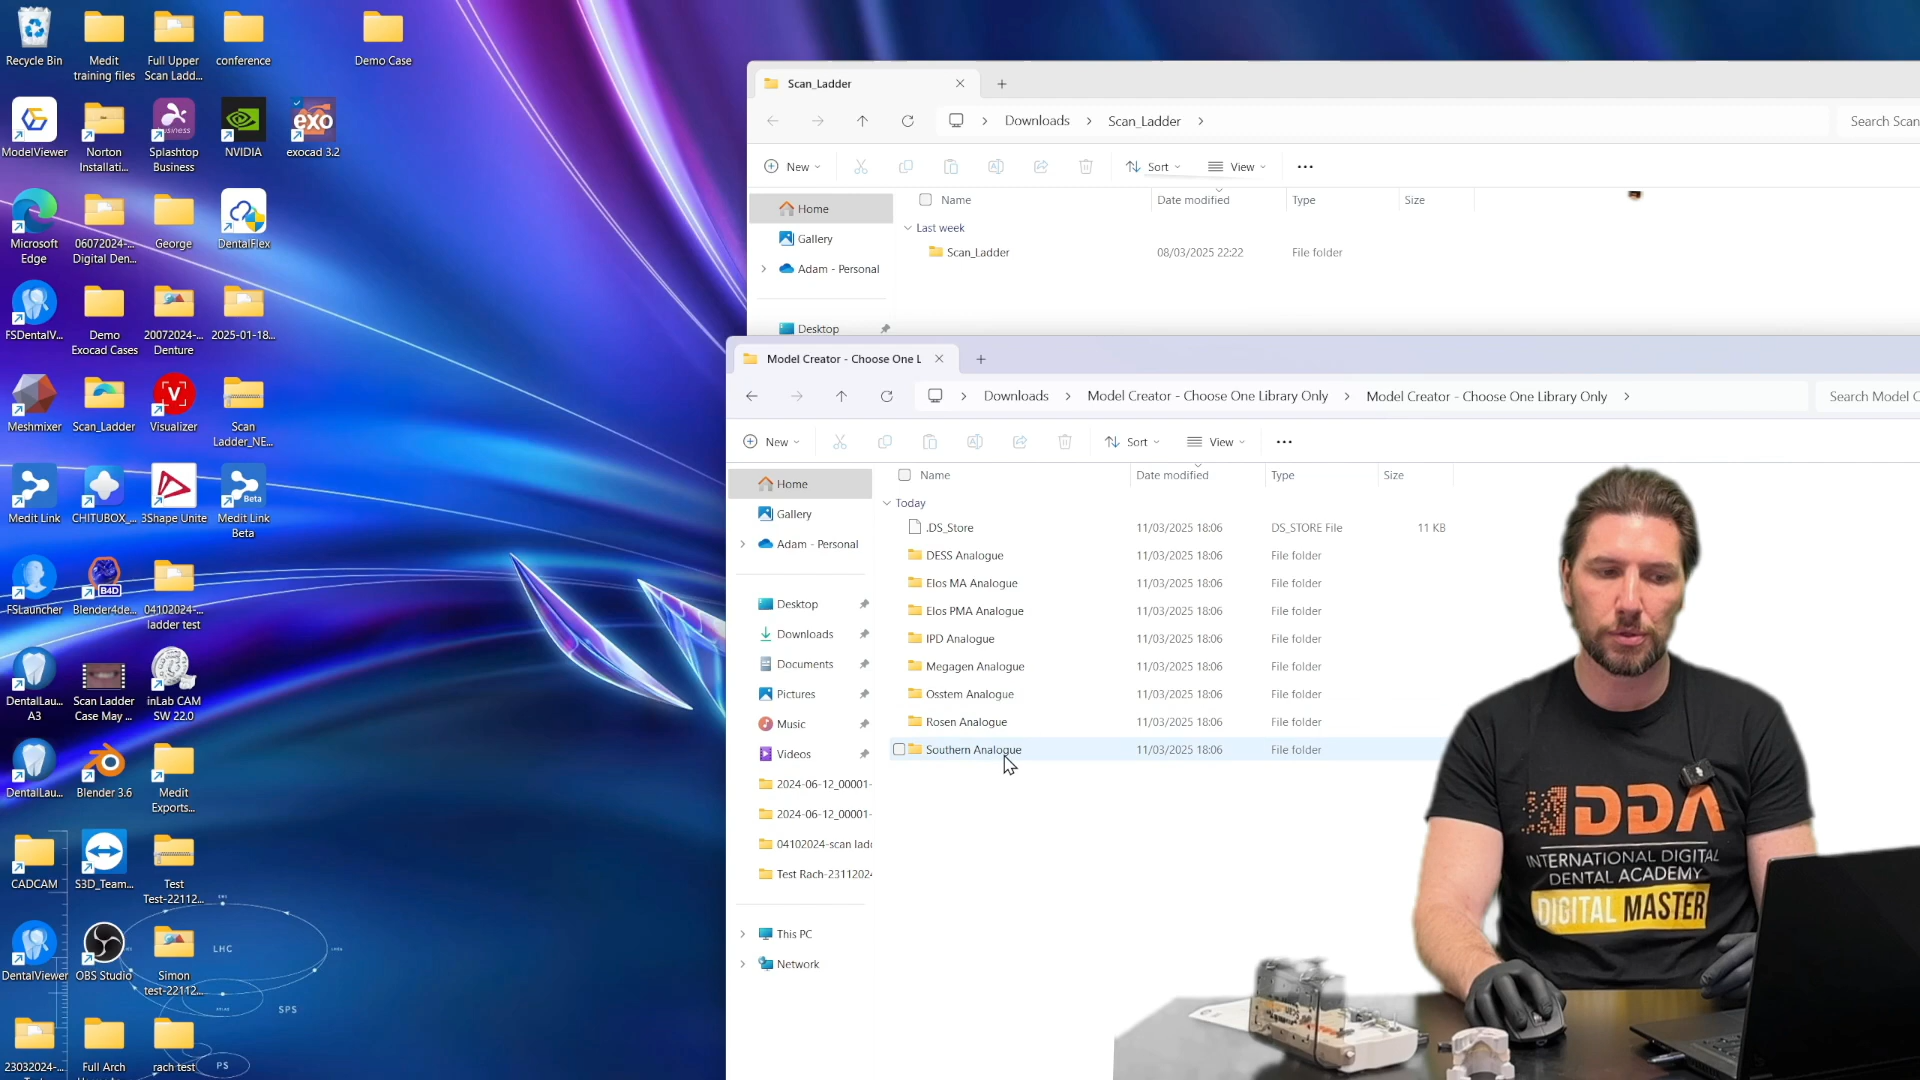 Recycle Bin
Medit
training files
Full Upper
Scan Ladd...
conference
Demo Case
ModelViewer
Norton
Installati...
Splashtop
Business
NVIDIA
exocad 3.2
Microsoft
Edge
06072024-...
Digital Den...
George
DentalFlex
FSDentalV...
Demo
Exocad Cases
20072024-...
Denture
2025-01-18...
Meshmixer
Scan_Ladder
Visualizer
Scan
Ladder_NE...
Medit Link
CHITUBOX_...
3Shape Unite
Medit Link
Beta
FSLauncher
Blender4de...
04102024-...
ladder test
DentalLau...
A3
Scan Ladder
Case May ...
inLab CAM
SW 22.0
DentalLau...
Blender 3.6
Medit
Exports...
CADCAM
S3D_Team...
Test
Test-22112...
DentalViewer
OBS Studio
Simon
test-22112...
23032024-...
Full Arch
rach test
LHC
SPS
PS
Scan_Ladder
Downloads
Scan_Ladder
Search Scan
New
Sort
View
Home
Gallery
Adam - Personal
Desktop
Name
Date modified
Type
Size
Last week
Scan_Ladder
08/03/2025 22:22
File folder
Model Creator - Choose One L
Downloads
Model Creator - Choose One Library Only
Model Creator - Choose One Library Only
Search Model C
New
Sort
View
Home
Gallery
Adam - Personal
Desktop
Downloads
Documents
Pictures
Music
Videos
2024-06-12_00001-
2024-06-12_00001-
04102024-scan ladd
Test Rach-23112024
This PC
Network
Name
Date modified
Type
Size
Today
.DS_Store 11/03/2025 18:06 DS_STORE File 11 KB
DESS Analogue 11/03/2025 18:06 File folder
Elos MA Analogue 11/03/2025 18:06 File folder
Elos PMA Analogue 11/03/2025 18:06 File folder
IPD Analogue 11/03/2025 18:06 File folder
Megagen Analogue 11/03/2025 18:06 File folder
Osstem Analogue 11/03/2025 18:06 File folder
Rosen Analogue 11/03/2025 18:06 File folder
Southern Analogue 11/03/2025 18:06 File folder
IDDA
INTERNATIONAL DIGITAL
DENTAL ACADEMY
DIGITAL MASTER